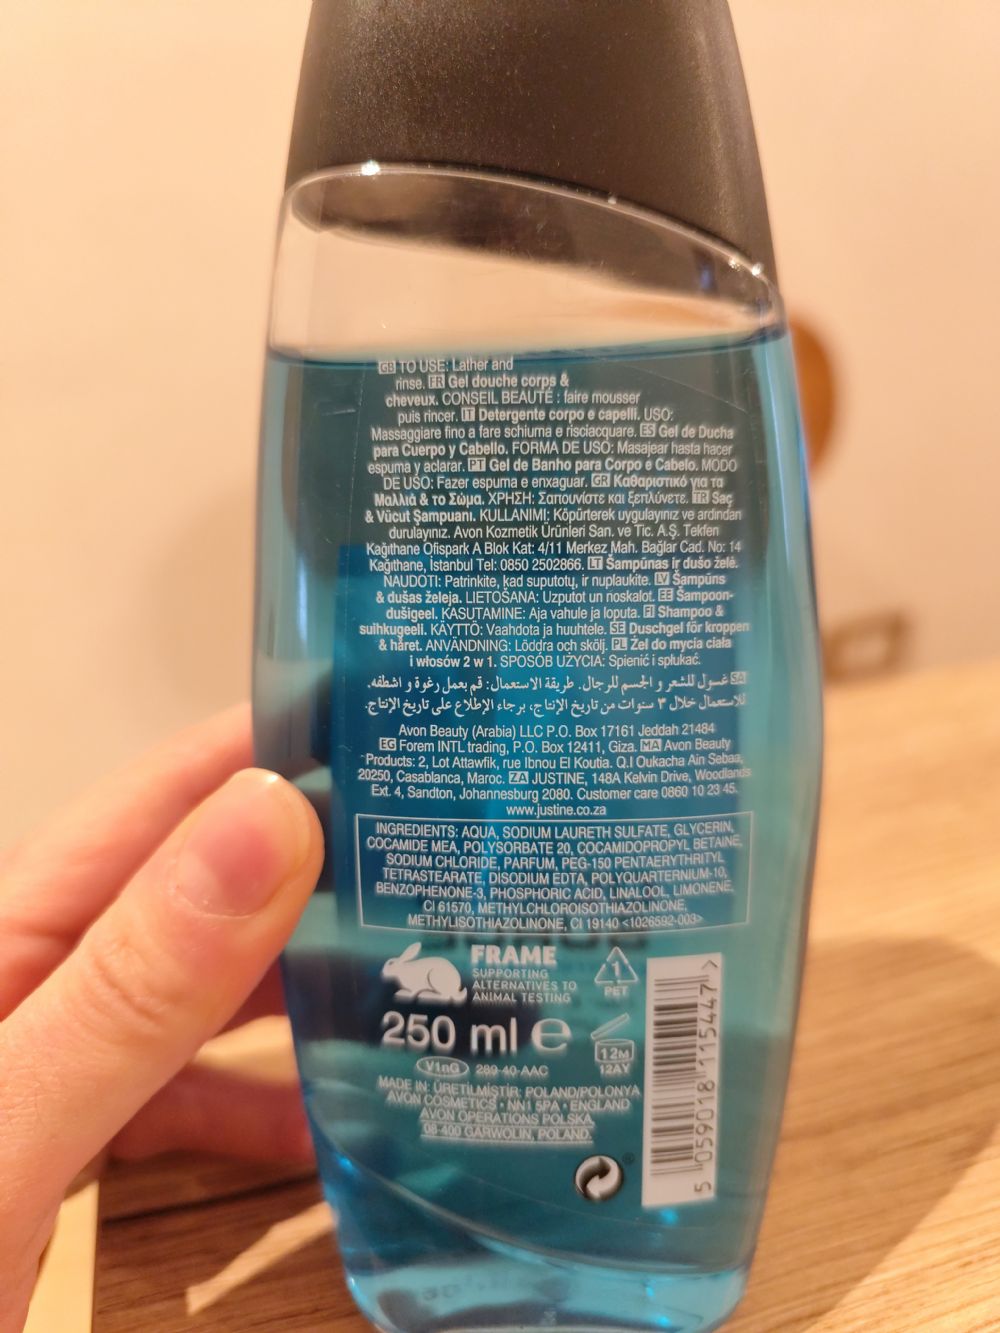 GB TO USE: Lather and
rinse. FR Gel douche corps &
cheveux. CONSEIL BEAUTÉ : faire mousser
puis rincer. IT Detergente corpo e capelli. USO:
Massaggiare fino a fare schiuma e risciacquare. ES Gel de Ducha
para Cuerpo y Cabello. FORMA DE USO: Masajear hasta hacer
espuma y aclarar. PT Gel de Banho para Corpo e Cabelo. MODO
DE USO: Fazer espuma e enxaguar. GR Καθαριστικό για τα
Μαλλιά & το Σώμα. ΧΡΗΣΗ: Σαπουνίστε και ξεπλύνετε. TR Saç
& Vücut Şampuanı. KULLANIMI: Köpürterek uygulayınız ve ardından
durulayınız. Avon Kozmetik Ürünleri San. ve Tic. A.Ş. Tekfen
Kağıthane Ofispark A Blok Kat: 4/11 Merkez Mah. Bağlar Cad. No: 14
Kağıthane, İstanbul Tel: 0850 2502866. LT Šampūnas ir dušo želė.
NAUDOTI: Patrinkite, kad suputotų, ir nuplaukite. LV Šampūns
& dušas želeja. LIETOŠANA: Uzputot un noskalot. EE Šampoon-
dušigeel. KASUTAMINE: Aja vahule ja loputa. FI Shampoo &
suihkugeeli. KÄYTTÖ: Vaahdota ja huuhtele. SE Duschgel för kroppen
& håret. ANVÄNDNING: Löddra och skölj. PL Żel do mycia ciała
i włosów 2 w 1. SPOSÓB UŻYCIA: Spienić i spłukać.
SA غسول للشعر و الجسم للرجال. طريقة الاستعمال: قم بعمل رغوة و اشطفه.
للاستعمال خلال ٣ سنوات من تاريخ الإنتاج، برجاء الإطلاع على تاريخ الإنتاج.
Avon Beauty (Arabia) LLC P.O. Box 17161 Jeddah 21484
EG Forem INTL trading, P.O. Box 12411, Giza. MA Avon Beauty
Products: 2, Lot Attawfik, rue Ibnou El Koutia. Q.I Oukacha Ain Sebaa,
20250, Casablanca, Maroc. ZA JUSTINE, 148A Kelvin Drive, Woodlands
Ext. 4, Sandton, Johannesburg 2080. Customer care 0860 10 23 45.
www.justine.co.za
INGREDIENTS: AQUA, SODIUM LAURETH SULFATE, GLYCERIN,
COCAMIDE MEA, POLYSORBATE 20, COCAMIDOPROPYL BETAINE,
SODIUM CHLORIDE, PARFUM, PEG-150 PENTAERYTHRITYL
TETRASTEARATE, DISODIUM EDTA, POLYQUARTERNIUM-10,
BENZOPHENONE-3, PHOSPHORIC ACID, LINALOOL, LIMONENE,
CI 61570, METHYLCHLOROISOTHIAZOLINONE,
METHYLISOTHIAZOLINONE, CI 19140 <1026592-003>
FRAME
SUPPORTING
ALTERNATIVES TO
ANIMAL TESTING
1
PET
250 ml e
12M
12AY
V1nG 289-40-AAC
MADE IN: ÜRETİLMİŞTİR: POLAND/POLONYA
AVON COSMETICS • NN1 5PA • ENGLAND
AVON OPERATIONS POLSKA,
08-400 GARWOLIN, POLAND.
5 059018 115447 >